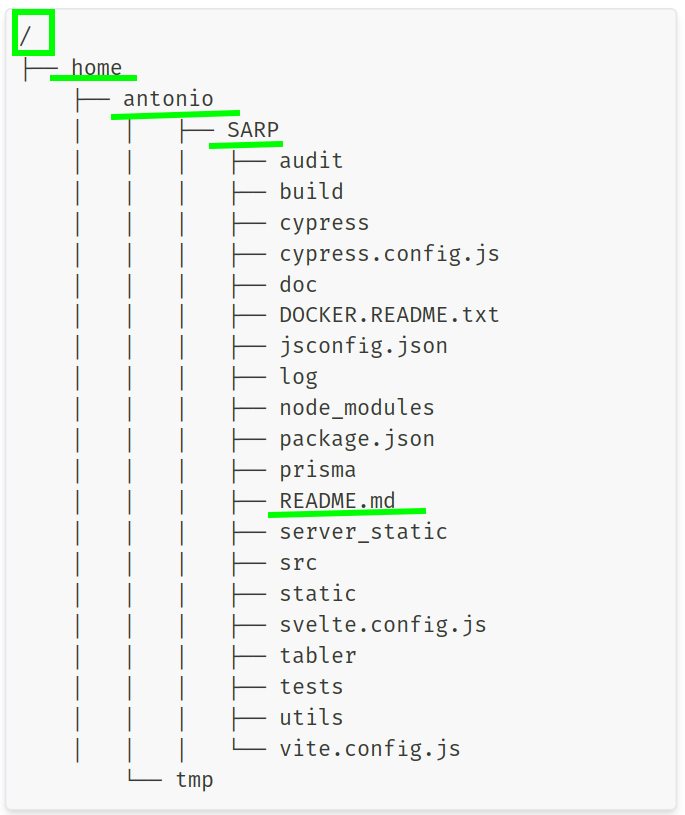 /
├── home
    ├── antonio
    │   │   ├── SARP
    │   │   │   ├── audit
    │   │   │   ├── build
    │   │   │   ├── cypress
    │   │   │   ├── cypress.config.js
    │   │   │   ├── doc
    │   │   │   ├── DOCKER.README.txt
    │   │   │   ├── jsconfig.json
    │   │   │   ├── log
    │   │   │   ├── node_modules
    │   │   │   ├── package.json
    │   │   │   ├── prisma
    │   │   │   ├── README.md
    │   │   │   ├── server_static
    │   │   │   ├── src
    │   │   │   ├── static
    │   │   │   ├── svelte.config.js
    │   │   │   ├── tabler
    │   │   │   ├── tests
    │   │   │   ├── utils
    │   │   │   └── vite.config.js
        └── tmp